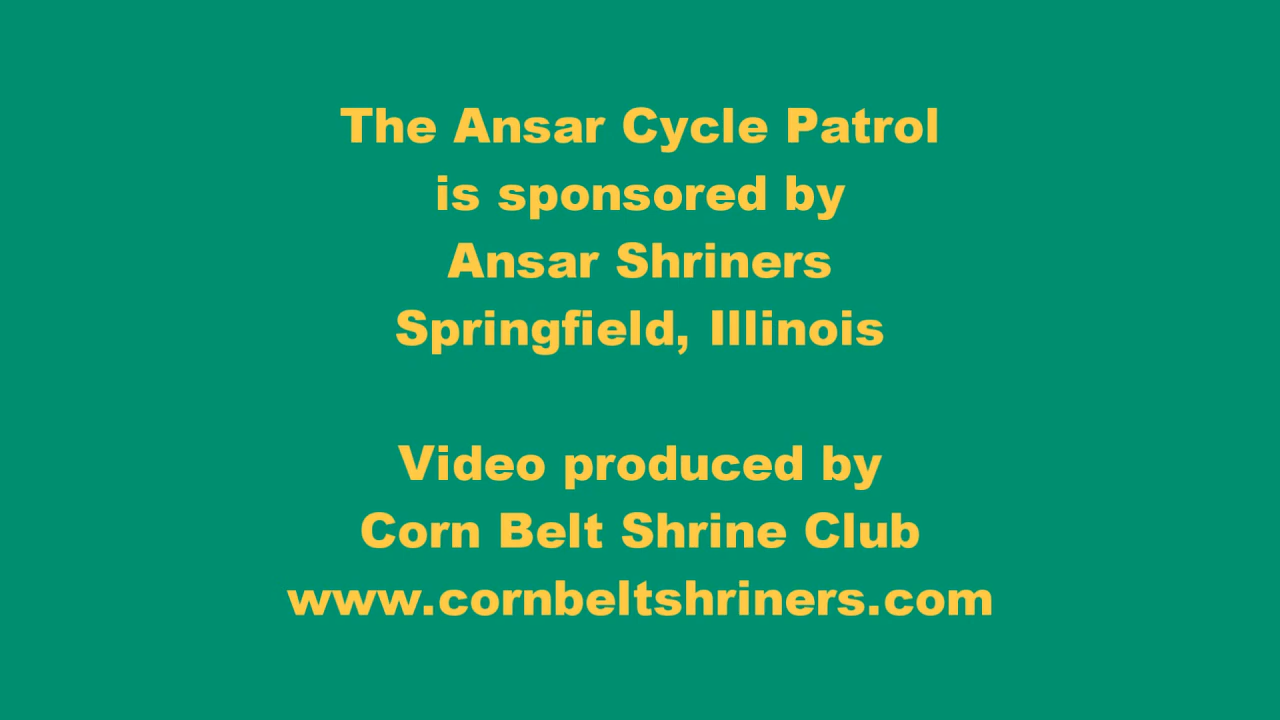 The Ansar Cycle Patrol
is sponsored by
Ansar Shriners
Springfield, Illinois
Video produced by
Corn Belt Shrine Club
www.cornbeltshriners.com